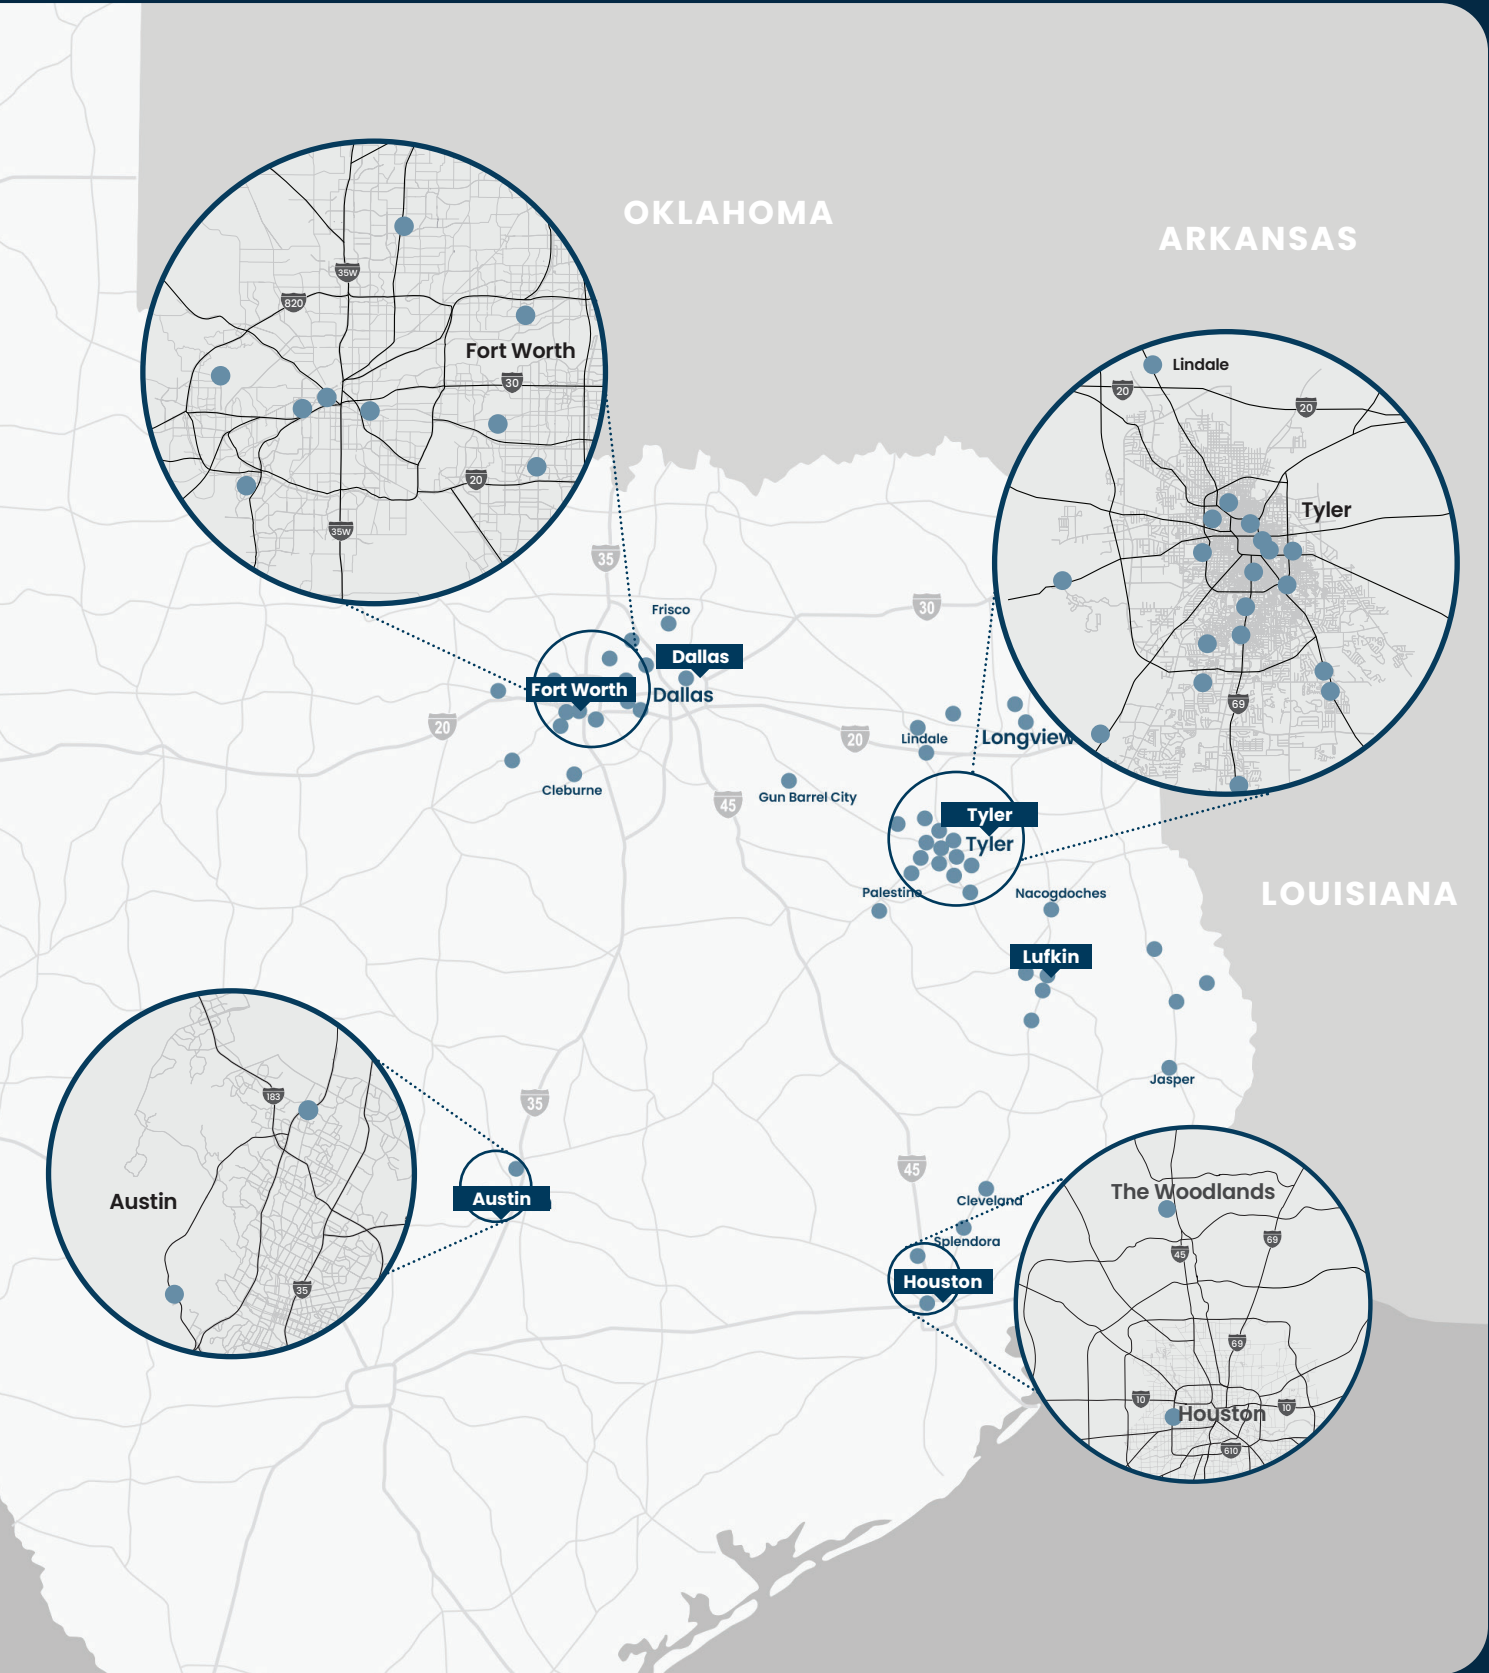 OKLAHOMA
ARKANSAS
35W
820
Fort Worth
30
20
35W
Lindale
20
20
Tyler
69
35
30
Frisco
Dallas
Fort Worth
Dallas
20
20
Lindale
Longview
Cleburne
45
Gun Barrel City
Tyler
Tyler
Palestine
Nacogdoches
LOUISIANA
Lufkin
Jasper
183
Austin
35
35
Austin
45
Cleveland
Splendora
Houston
The Woodlands
69
45
69
10
Houston
10
610